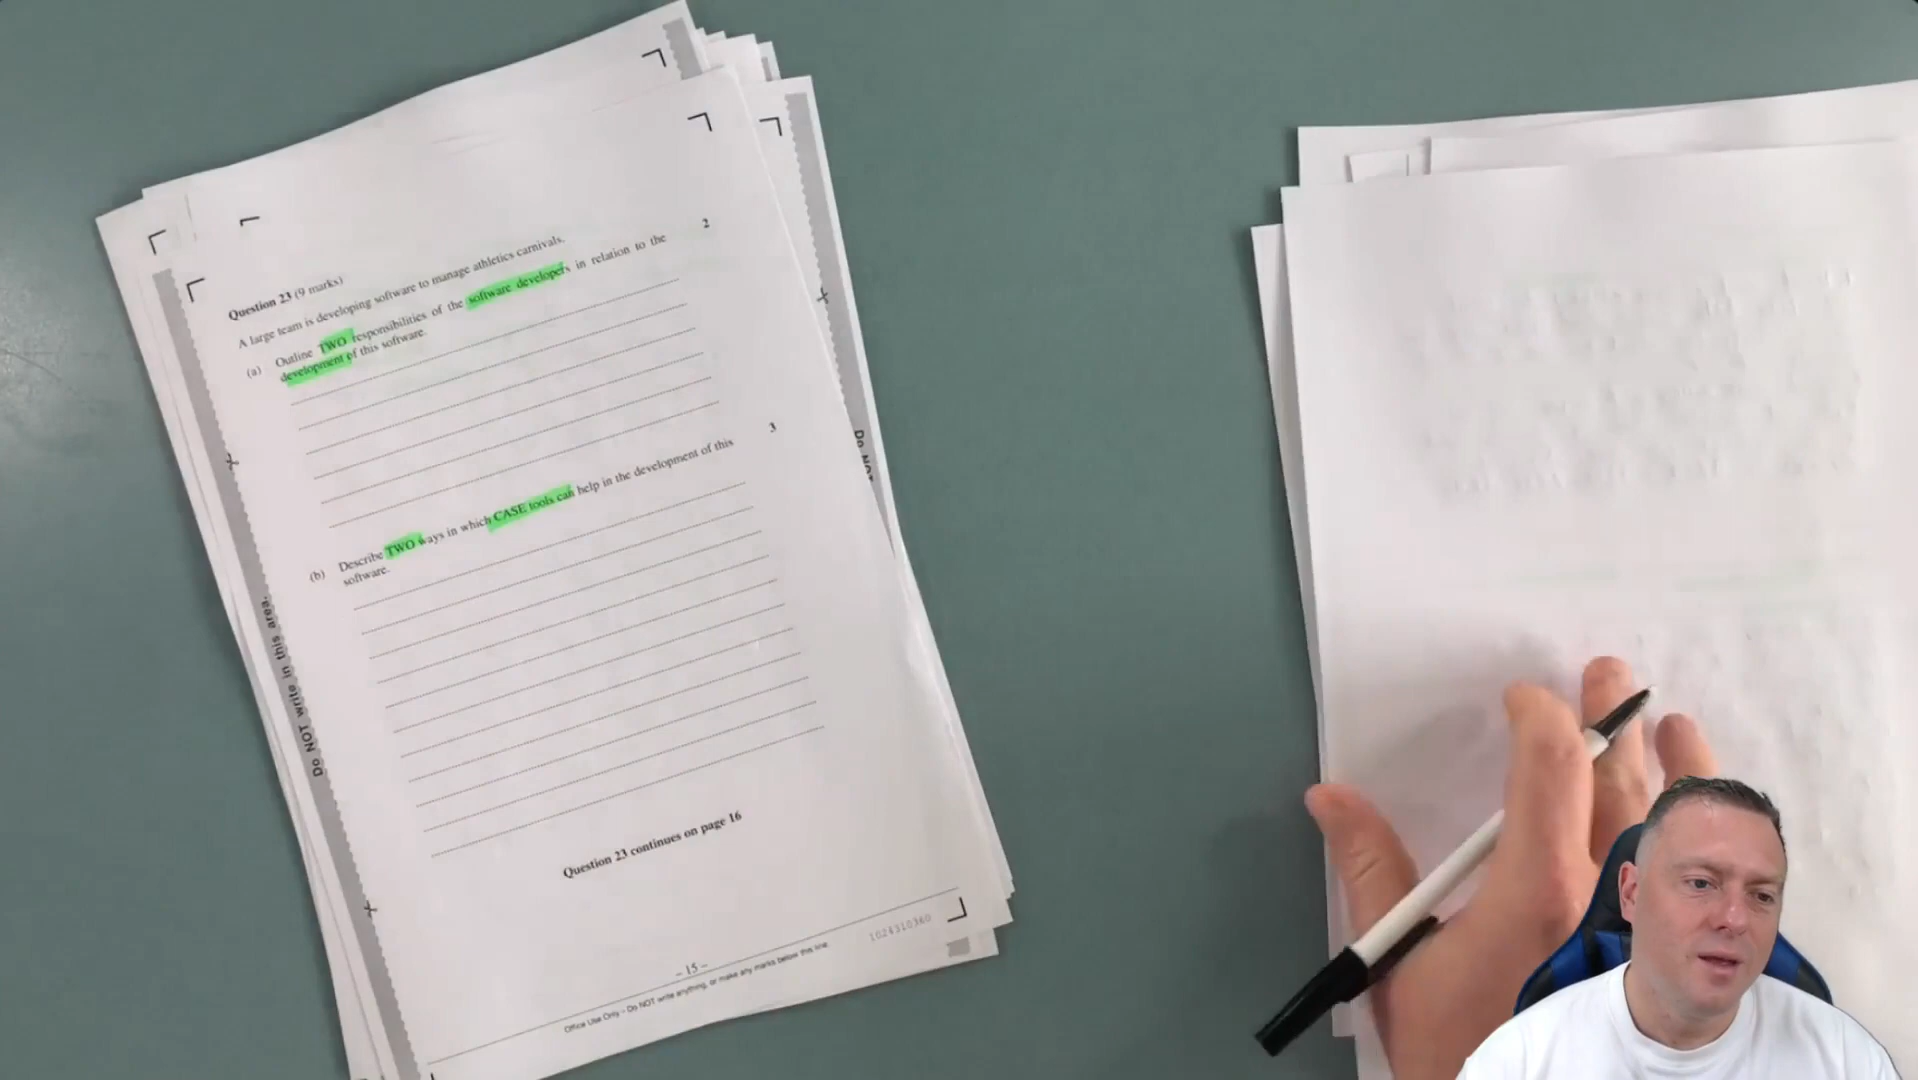 Question 23 (9 marks)
A large team is developing software to manage athletics carnivals.
(a) Outline TWO responsibilities of the software developers in relation to the 2
development of this software.
(b) Describe TWO ways in which CASE tools can help in the development of this 3
software.
Question 23 continues on page 16
– 15 –
1024310360
Office Use Only – Do NOT write anything, or make any marks below this line.
Do NOT write in this area.
Do NOT